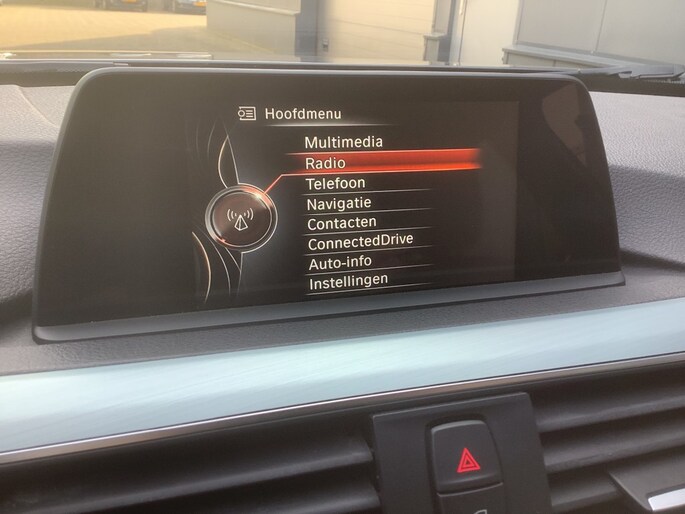 Hoofdmenu
Multimedia
Radio
Telefoon
Navigatie
Contacten
ConnectedDrive
Auto-info
Instellingen